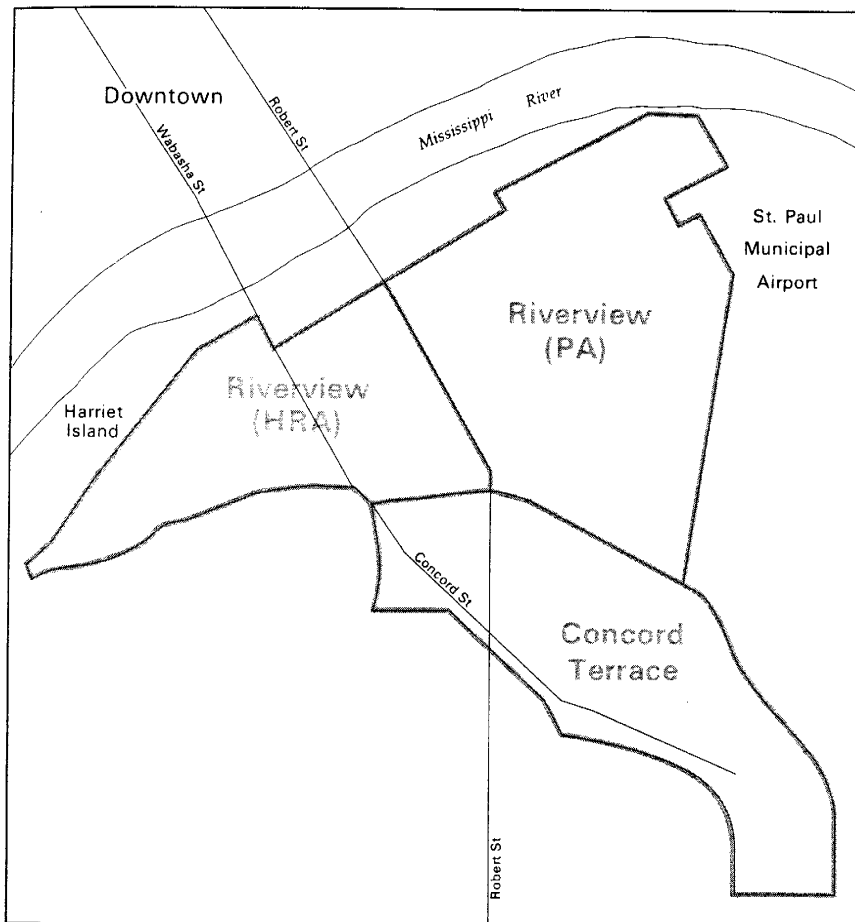 Downtown
Robert St
Mississippi River
Wabasha St
St. Paul
Municipal
Airport
Riverview
(PA)
Riverview
(HRA)
Harriet
Island
Concord St
Concord
Terrace
Robert St